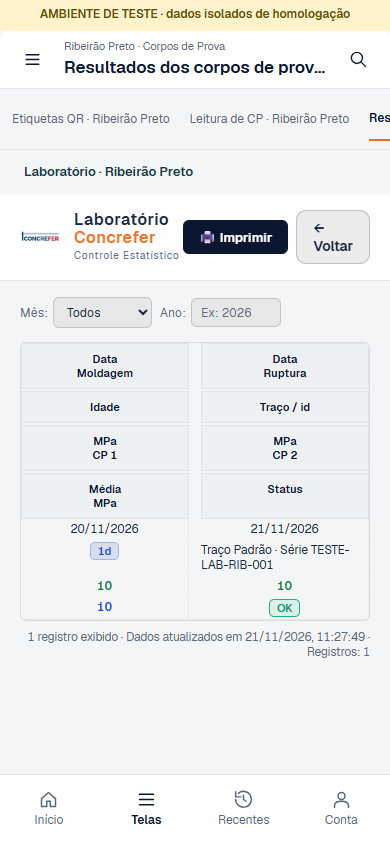 AMBIENTE DE TESTE · dados isolados de homologação
Ribeirão Preto · Corpos de Prova
Resultados dos corpos de prov...
Etiquetas QR · Ribeirão Preto
Leitura de CP · Ribeirão Preto
Res
Laboratório · Ribeirão Preto
CONCREFER
Laboratório
Concrefer
Controle Estatístico
Imprimir
←
Voltar
Mês:
Todos
Ano:
Ex: 2026
Data
Moldagem
Data
Ruptura
Idade
Traço / id
MPa
CP 1
MPa
CP 2
Média
MPa
Status
20/11/2026
21/11/2026
1d
Traço Padrão · Série TESTE-
LAB-RIB-001
10
10
10
OK
1 registro exibido · Dados atualizados em 21/11/2026, 11:27:49 ·
Registros: 1
Início
Telas
Recentes
Conta